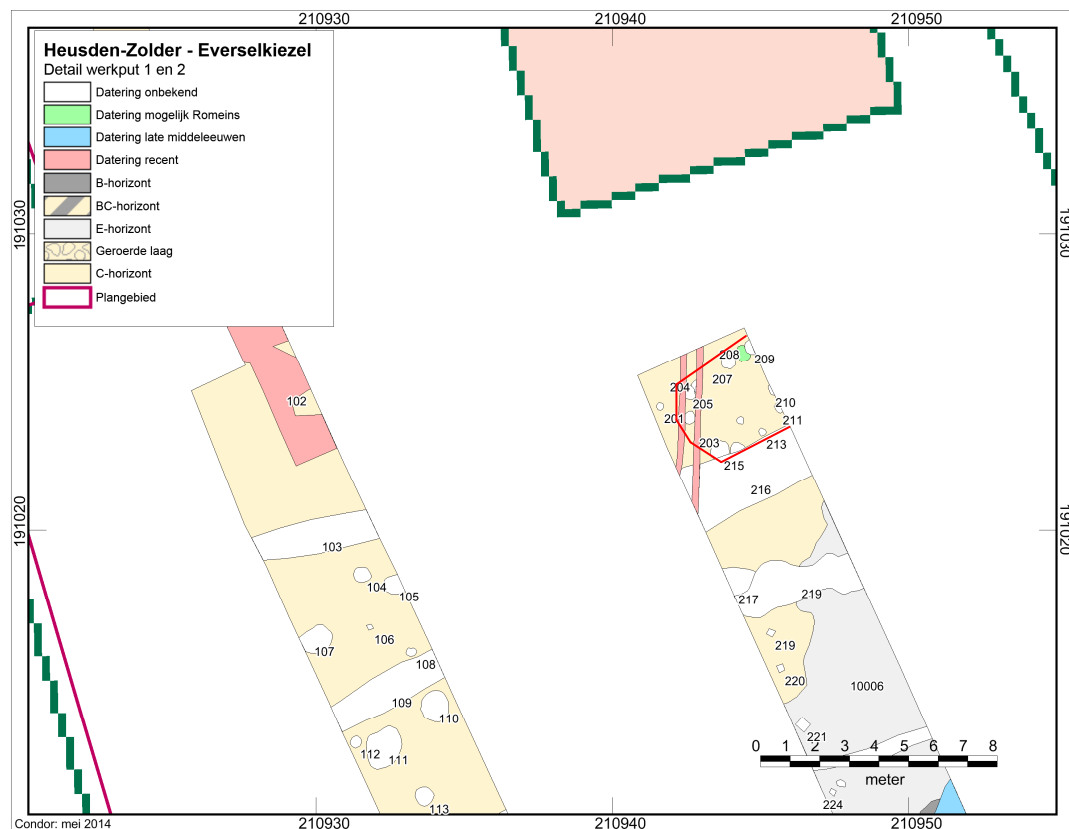 210930 210940 210950
Heusden-Zolder - Everselkiezel
Detail werkput 1 en 2
Datering onbekend
Datering mogelijk Romeins
Datering late middeleeuwen
Datering recent
B-horizont
BC-horizont
E-horizont
Geroerde laag
C-horizont
Plangebied
191030
191030
208
209
207
204
205
210
201
211
203
213
215
216
102
191020
191020
103
104
105
106
107
108
109
110
111
112
113
217
219
219
220
10006
221
224
0 1 2 3 4 5 6 7 8
meter
210930 210940 210950
Condor: mei 2014